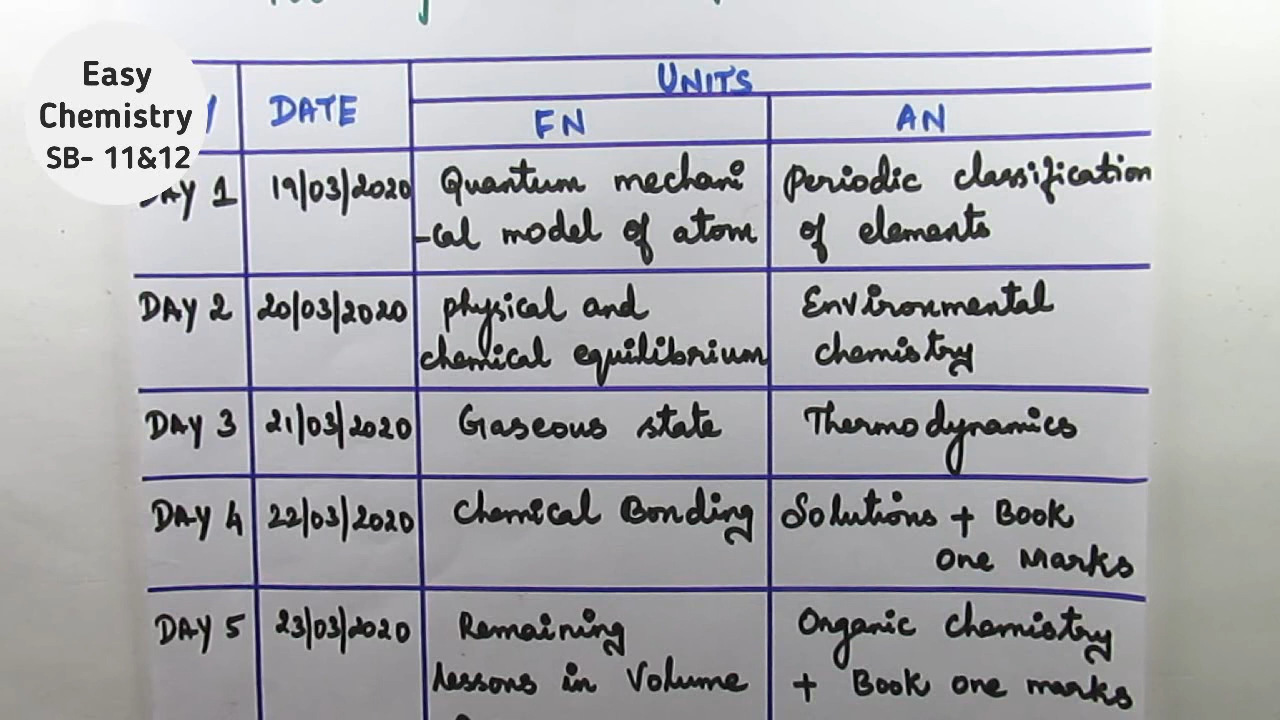 Easy
Chemistry
SB- 11&12
DATE
UNITS
FN
AN
DAY 1
19/03/2020
Quantum mechani
-cal model of atom
Periodic classification
of elements
DAY 2
20/03/2020
physical and
chemical equilibrium
Environmental
chemistry
DAY 3
21/03/2020
Gaseous state
Thermodynamics
DAY 4
22/03/2020
Chemical Bonding
Solutions + Book
One Marks
DAY 5
23/03/2020
Remaining
lessons in Volume
Organic chemistry
+ Book one marks